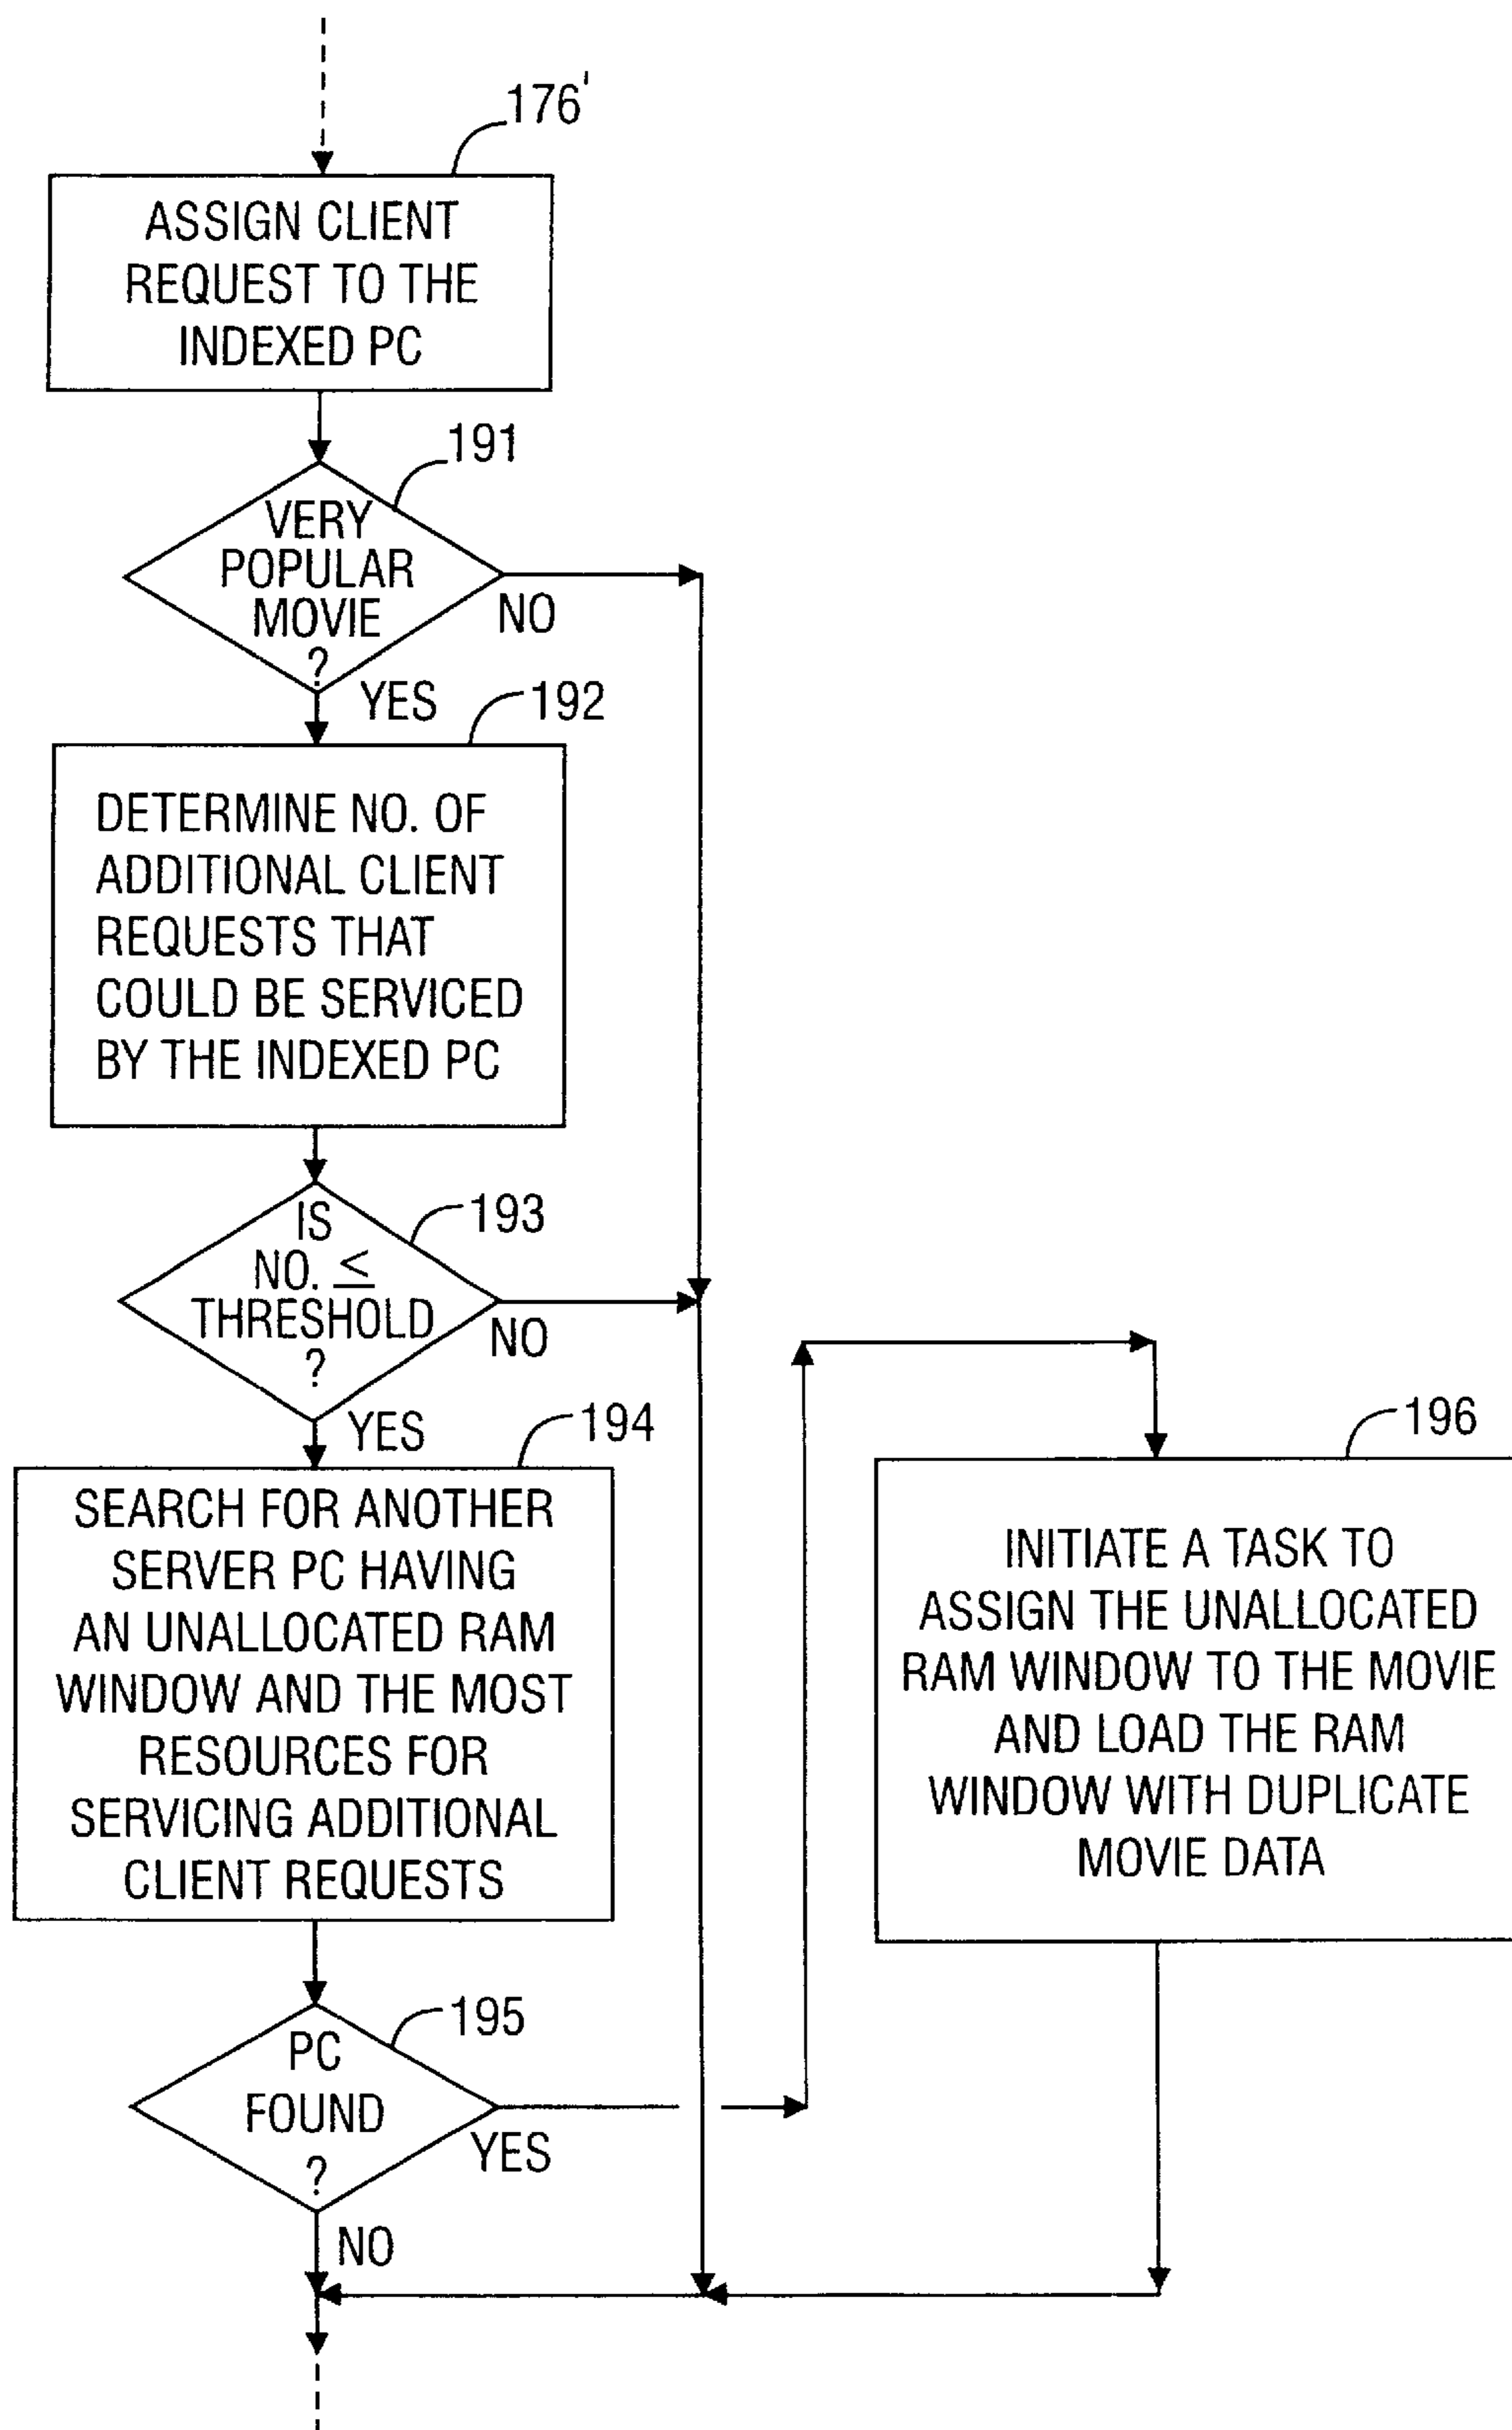 176'
ASSIGN CLIENT
REQUEST TO THE
INDEXED PC
191
VERY
POPULAR
MOVIE
?
NO
YES
192
DETERMINE NO. OF
ADDITIONAL CLIENT
REQUESTS THAT
COULD BE SERVICED
BY THE INDEXED PC
193
IS
NO. ≤
THRESHOLD
?
NO
YES
194
SEARCH FOR ANOTHER
SERVER PC HAVING
AN UNALLOCATED RAM
WINDOW AND THE MOST
RESOURCES FOR
SERVICING ADDITIONAL
CLIENT REQUESTS
195
PC
FOUND
?
YES
NO
196
INITIATE A TASK TO
ASSIGN THE UNALLOCATED
RAM WINDOW TO THE MOVIE
AND LOAD THE RAM
WINDOW WITH DUPLICATE
MOVIE DATA